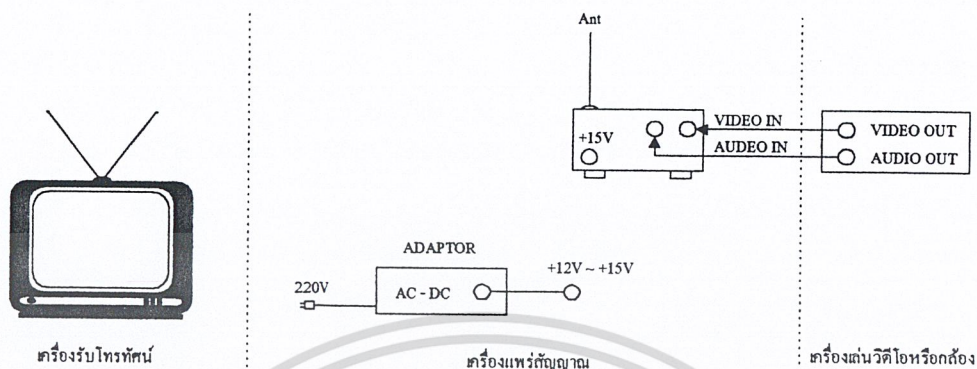 Ant
VIDEO IN
AUDEO IN
+15V
VIDEO OUT
AUDIO OUT
ADAPTOR
220V
AC - DC
+12V ~ +15V
เครื่องรับโทรทัศน์
เครื่องแพร่สัญญาณ
เครื่องเล่นวิดีโอหรือกล้อง